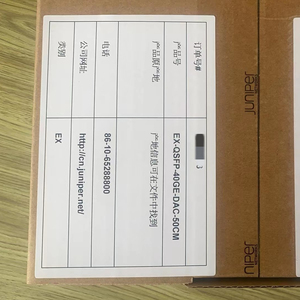 订单号#
产品号 EX-QSFP-40GE-DAC-50CM
产品原产地 产地信息可在文件中找到
电话 86-10-65288800
公司网址 http://cn.juniper.net/
类别 EX
JUNIPER